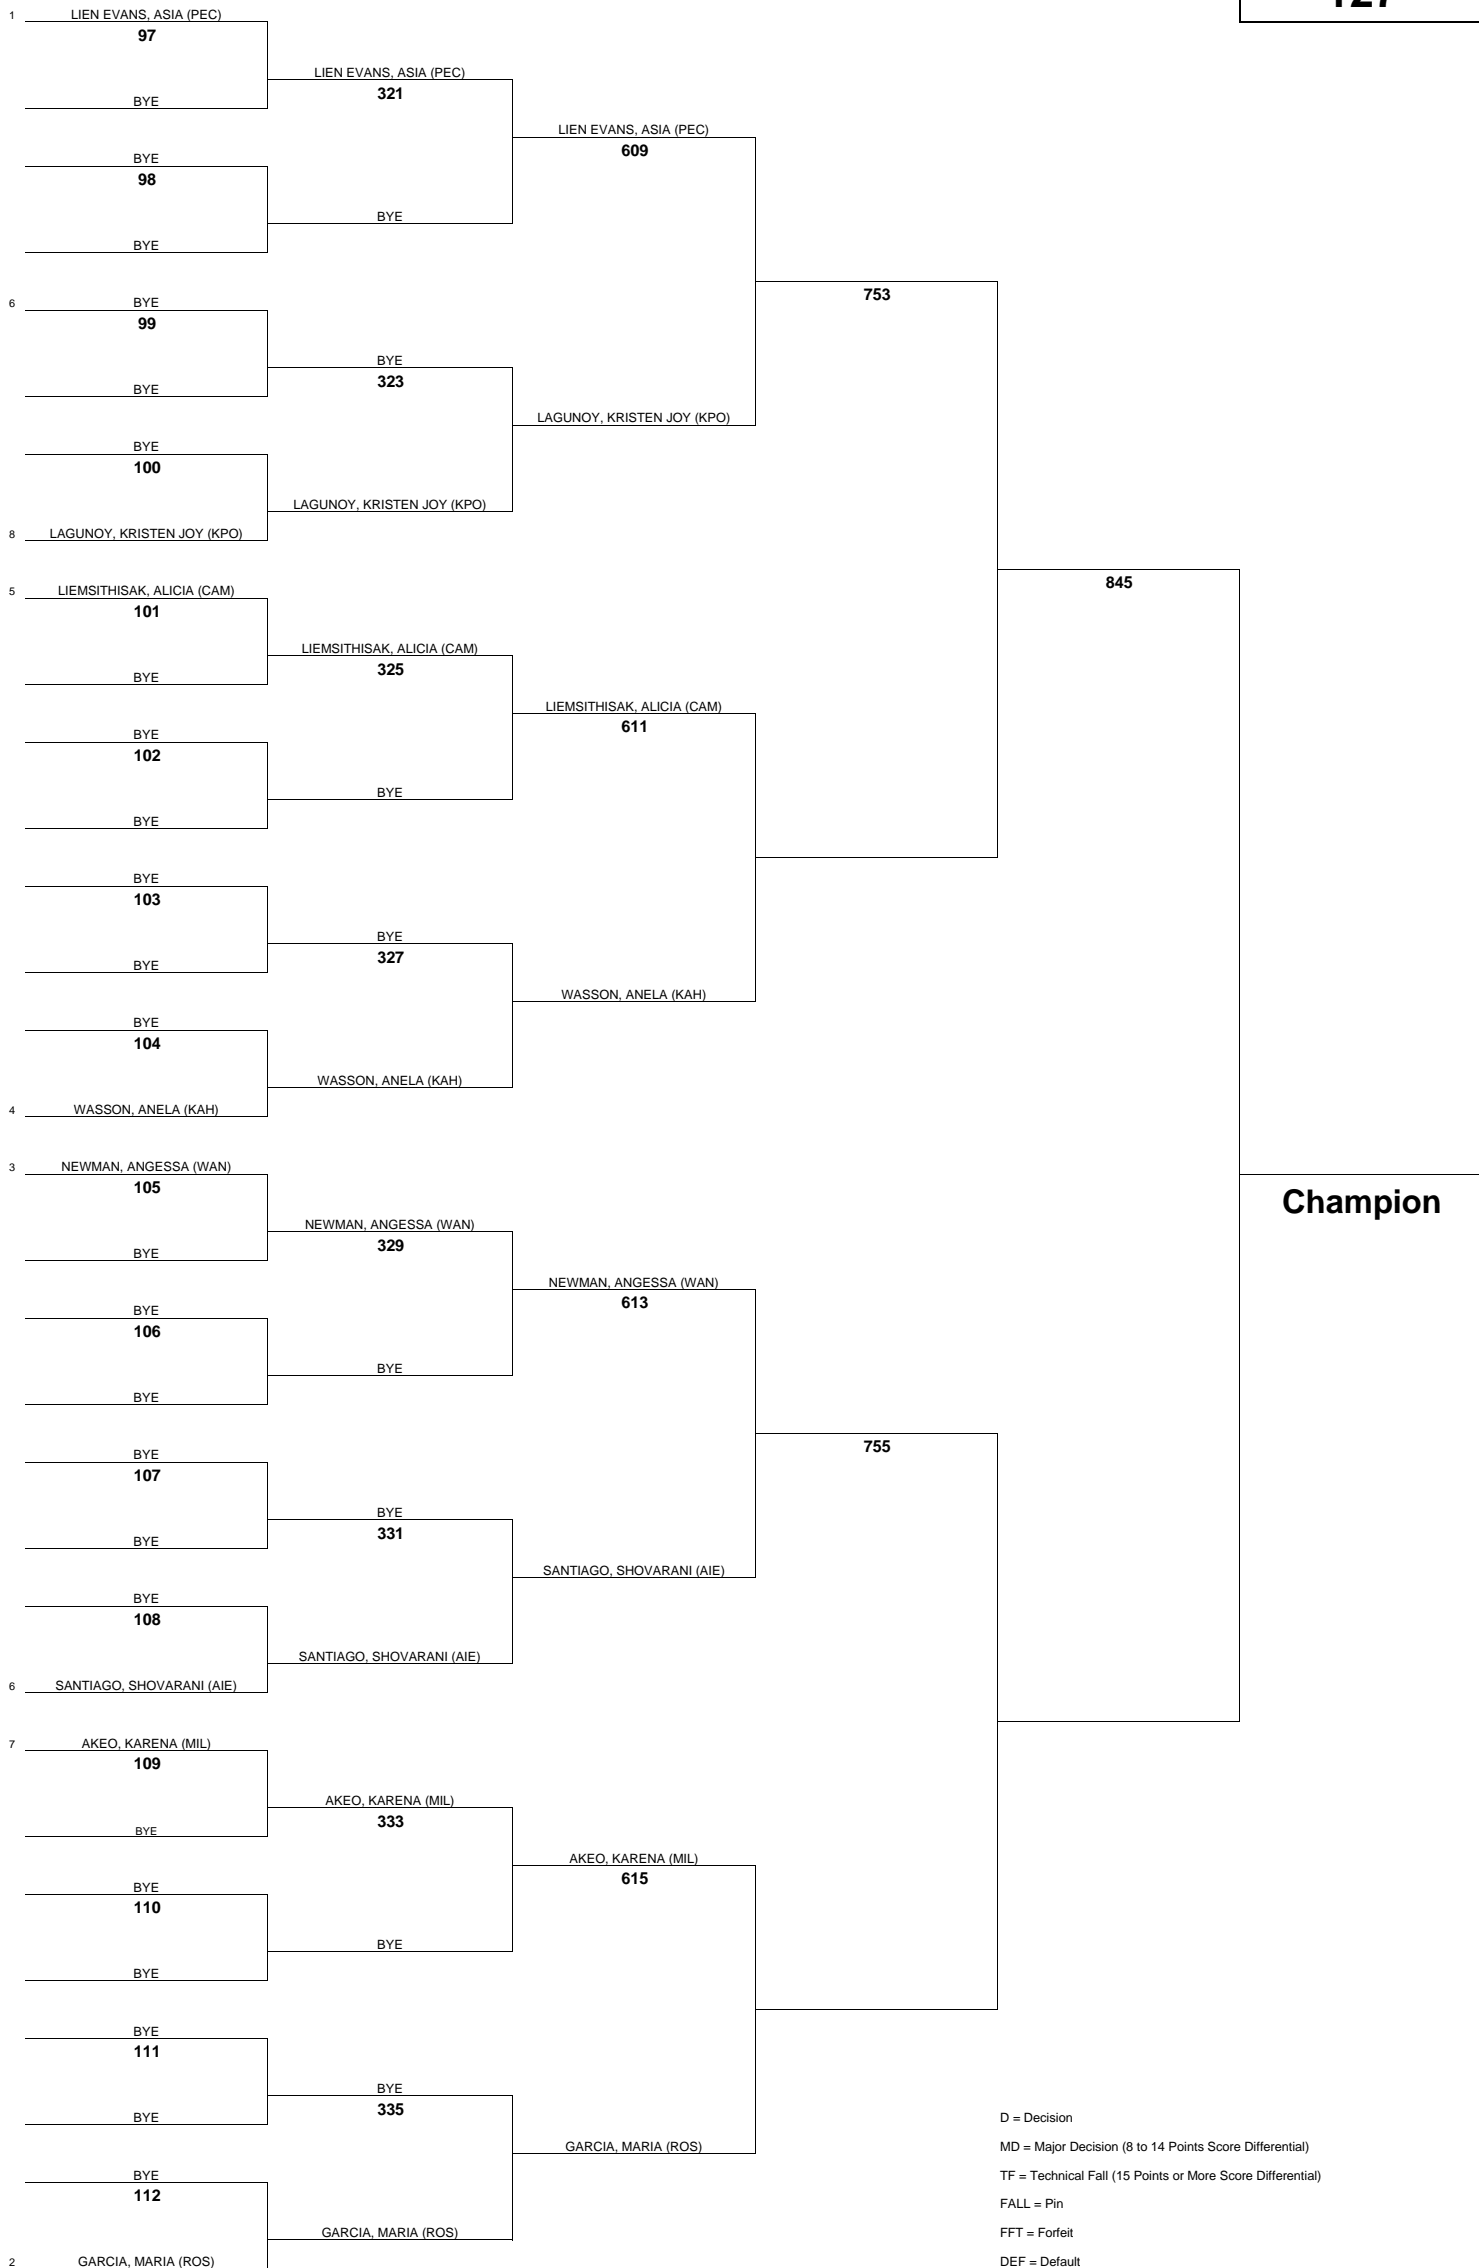 127
1 LIEN EVANS, ASIA (PEC)
97
LIEN EVANS, ASIA (PEC)
321
BYE
LIEN EVANS, ASIA (PEC)
609
BYE
98
BYE
BYE
6 BYE
99
753
BYE
323
BYE
LAGUNOY, KRISTEN JOY (KPO)
BYE
100
LAGUNOY, KRISTEN JOY (KPO)
8 LAGUNOY, KRISTEN JOY (KPO)
845
5 LIEMSITHISAK, ALICIA (CAM)
101
LIEMSITHISAK, ALICIA (CAM)
325
BYE
LIEMSITHISAK, ALICIA (CAM)
611
BYE
102
BYE
BYE
BYE
103
BYE
327
BYE
WASSON, ANELA (KAH)
BYE
104
WASSON, ANELA (KAH)
4 WASSON, ANELA (KAH)
3 NEWMAN, ANGESSA (WAN)
105
Champion
NEWMAN, ANGESSA (WAN)
329
BYE
NEWMAN, ANGESSA (WAN)
613
BYE
106
BYE
BYE
BYE
107
755
BYE
331
BYE
SANTIAGO, SHOVARANI (AIE)
BYE
108
SANTIAGO, SHOVARANI (AIE)
6 SANTIAGO, SHOVARANI (AIE)
7 AKEO, KARENA (MIL)
109
AKEO, KARENA (MIL)
333
BYE
AKEO, KARENA (MIL)
615
BYE
110
BYE
BYE
BYE
111
BYE
335
BYE
GARCIA, MARIA (ROS)
BYE
112
GARCIA, MARIA (ROS)
2 GARCIA, MARIA (ROS)
D = Decision
MD = Major Decision (8 to 14 Points Score Differential)
TF = Technical Fall (15 Points or More Score Differential)
FALL = Pin
FFT = Forfeit
DEF = Default